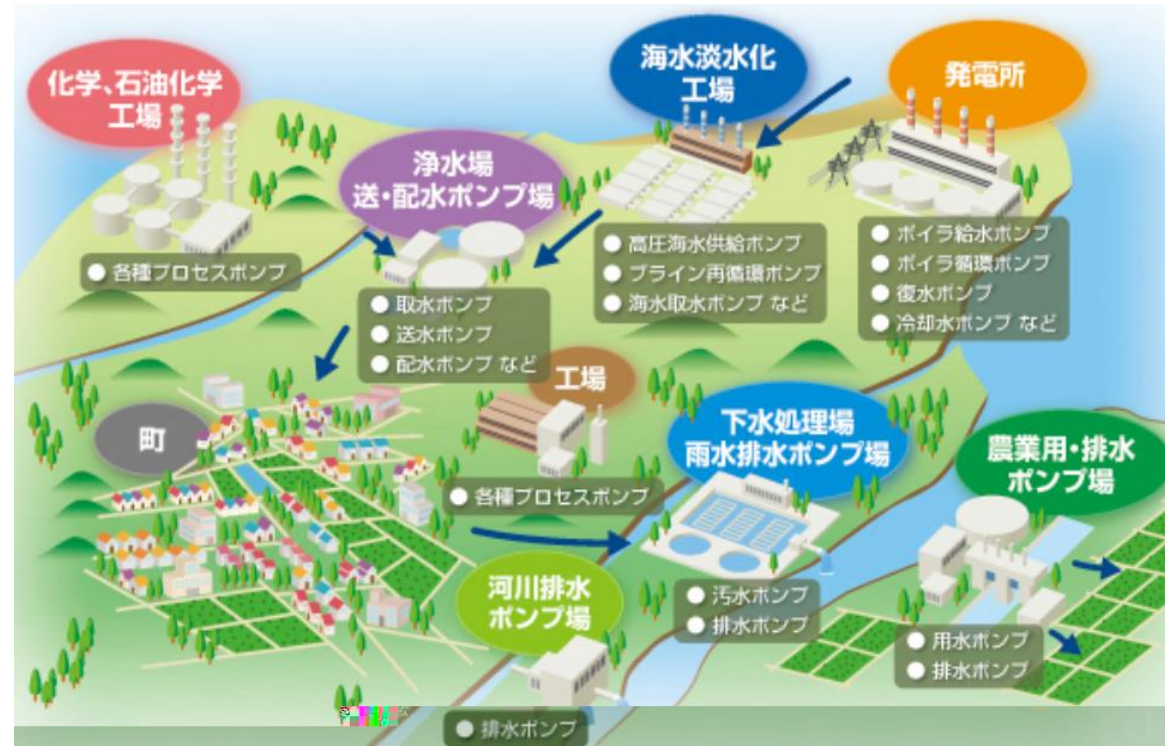 化学、石油化学
工場
● 各種プロセスポンプ
海水淡水化
工場
● 高圧海水供給ポンプ
● ブライン再循環ポンプ
● 海水取水ポンプ など
発電所
● ボイラ給水ポンプ
● ボイラ循環ポンプ
● 復水ポンプ
● 冷却水ポンプ など
浄水場
送・配水ポンプ場
● 取水ポンプ
● 送水ポンプ
● 配水ポンプ など
町
工場
● 各種プロセスポンプ
下水処理場
雨水排水ポンプ場
● 汚水ポンプ
● 排水ポンプ
農業用・排水
ポンプ場
● 用水ポンプ
● 排水ポンプ
河川排水
ポンプ場
● 排水ポンプ